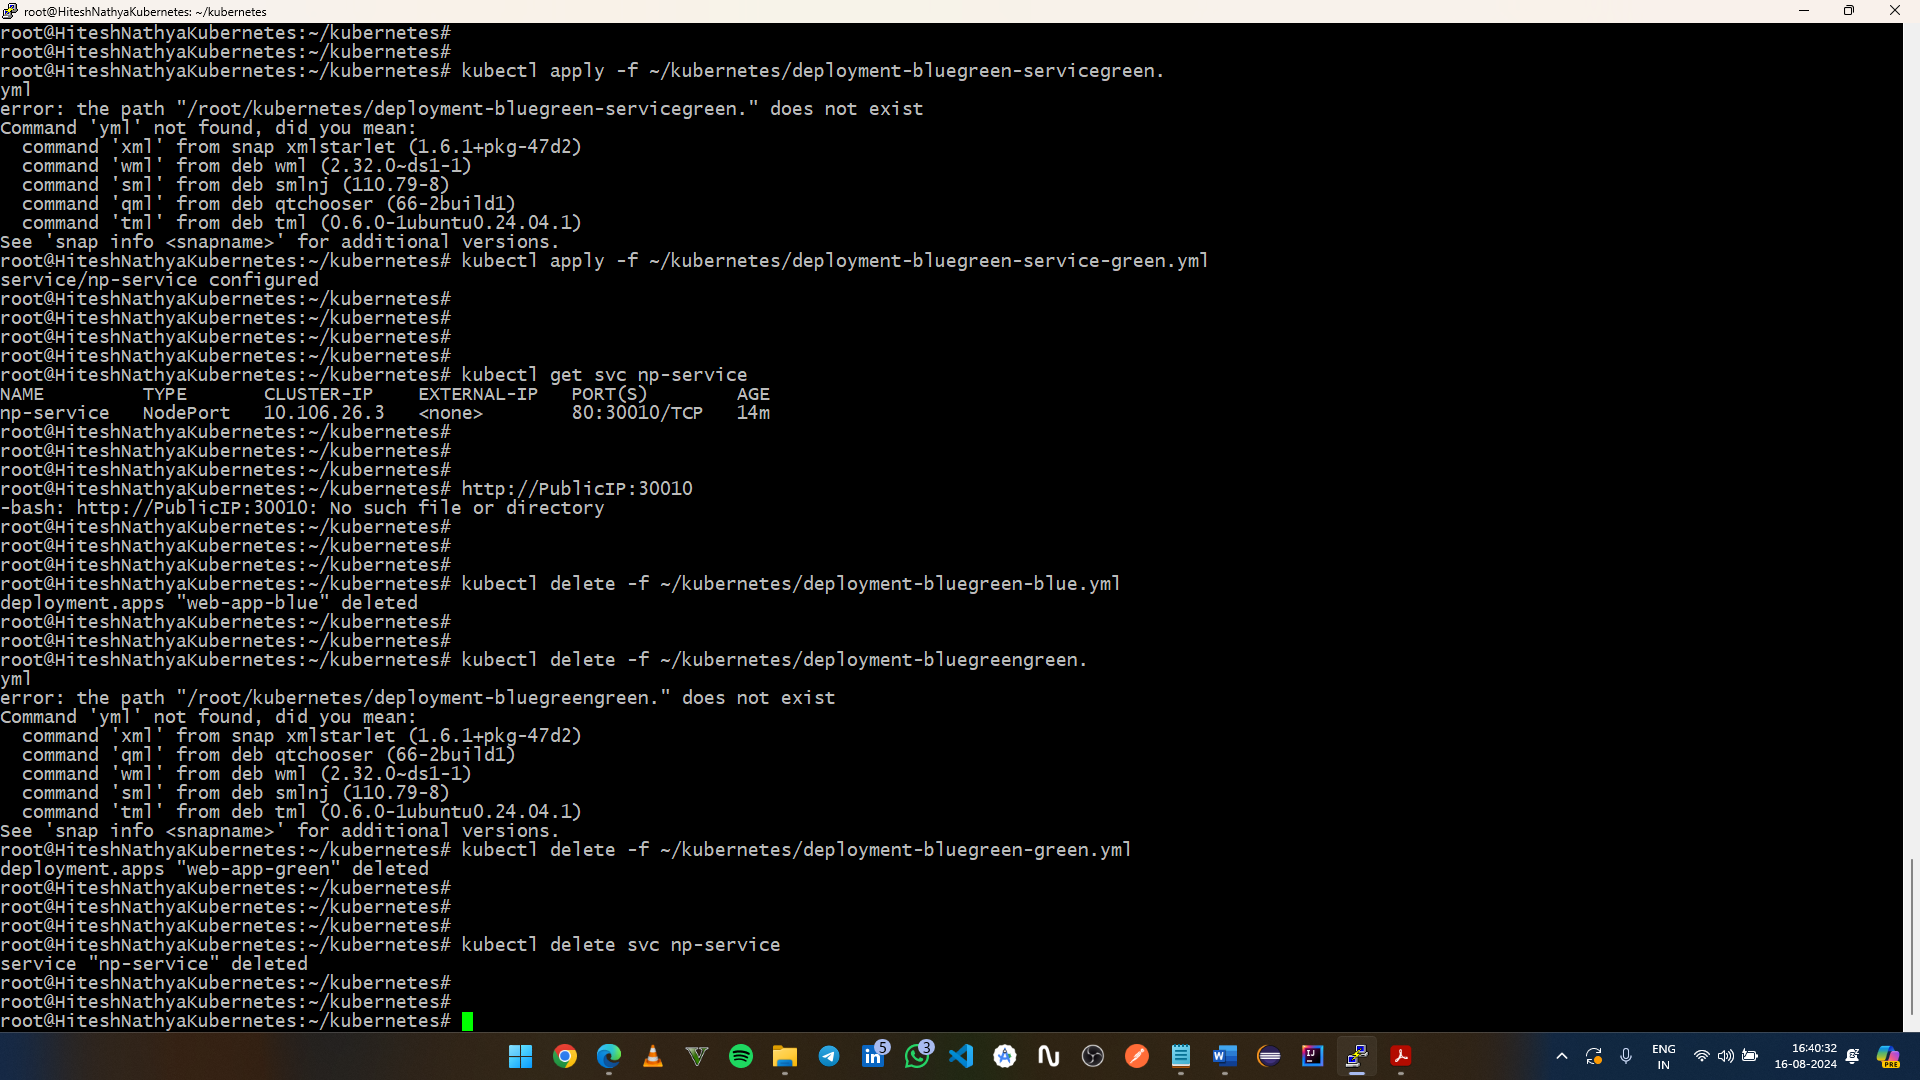 root@HiteshNathyaKubernetes: ~/kubernetes
root@HiteshNathyaKubernetes:~/kubernetes#
root@HiteshNathyaKubernetes:~/kubernetes#
root@HiteshNathyaKubernetes:~/kubernetes# kubectl apply -f ~/kubernetes/deployment-bluegreen-servicegreen.
yml
error: the path "/root/kubernetes/deployment-bluegreen-servicegreen." does not exist
Command 'yml' not found, did you mean:
  command 'xml' from snap xmlstarlet (1.6.1+pkg-47d2)
  command 'wml' from deb wml (2.32.0~ds1-1)
  command 'sml' from deb smlnj (110.79-8)
  command 'qml' from deb qtchooser (66-2build1)
  command 'tml' from deb tml (0.6.0-1ubuntu0.24.04.1)
See 'snap info <snapname>' for additional versions.
root@HiteshNathyaKubernetes:~/kubernetes# kubectl apply -f ~/kubernetes/deployment-bluegreen-service-green.yml
service/np-service configured
root@HiteshNathyaKubernetes:~/kubernetes#
root@HiteshNathyaKubernetes:~/kubernetes#
root@HiteshNathyaKubernetes:~/kubernetes#
root@HiteshNathyaKubernetes:~/kubernetes#
root@HiteshNathyaKubernetes:~/kubernetes# kubectl get svc np-service
NAME         TYPE       CLUSTER-IP    EXTERNAL-IP   PORT(S)        AGE
np-service   NodePort   10.106.26.3   <none>        80:30010/TCP   14m
root@HiteshNathyaKubernetes:~/kubernetes#
root@HiteshNathyaKubernetes:~/kubernetes#
root@HiteshNathyaKubernetes:~/kubernetes#
root@HiteshNathyaKubernetes:~/kubernetes# http://PublicIP:30010
-bash: http://PublicIP:30010: No such file or directory
root@HiteshNathyaKubernetes:~/kubernetes#
root@HiteshNathyaKubernetes:~/kubernetes#
root@HiteshNathyaKubernetes:~/kubernetes#
root@HiteshNathyaKubernetes:~/kubernetes# kubectl delete -f ~/kubernetes/deployment-bluegreen-blue.yml
deployment.apps "web-app-blue" deleted
root@HiteshNathyaKubernetes:~/kubernetes#
root@HiteshNathyaKubernetes:~/kubernetes#
root@HiteshNathyaKubernetes:~/kubernetes# kubectl delete -f ~/kubernetes/deployment-bluegreengreen.
yml
error: the path "/root/kubernetes/deployment-bluegreengreen." does not exist
Command 'yml' not found, did you mean:
  command 'xml' from snap xmlstarlet (1.6.1+pkg-47d2)
  command 'qml' from deb qtchooser (66-2build1)
  command 'wml' from deb wml (2.32.0~ds1-1)
  command 'sml' from deb smlnj (110.79-8)
  command 'tml' from deb tml (0.6.0-1ubuntu0.24.04.1)
See 'snap info <snapname>' for additional versions.
root@HiteshNathyaKubernetes:~/kubernetes# kubectl delete -f ~/kubernetes/deployment-bluegreen-green.yml
deployment.apps "web-app-green" deleted
root@HiteshNathyaKubernetes:~/kubernetes#
root@HiteshNathyaKubernetes:~/kubernetes#
root@HiteshNathyaKubernetes:~/kubernetes#
root@HiteshNathyaKubernetes:~/kubernetes# kubectl delete svc np-service
service "np-service" deleted
root@HiteshNathyaKubernetes:~/kubernetes#
root@HiteshNathyaKubernetes:~/kubernetes#
root@HiteshNathyaKubernetes:~/kubernetes#
5
3
ENG
IN
16:40:32
16-08-2024
PRE